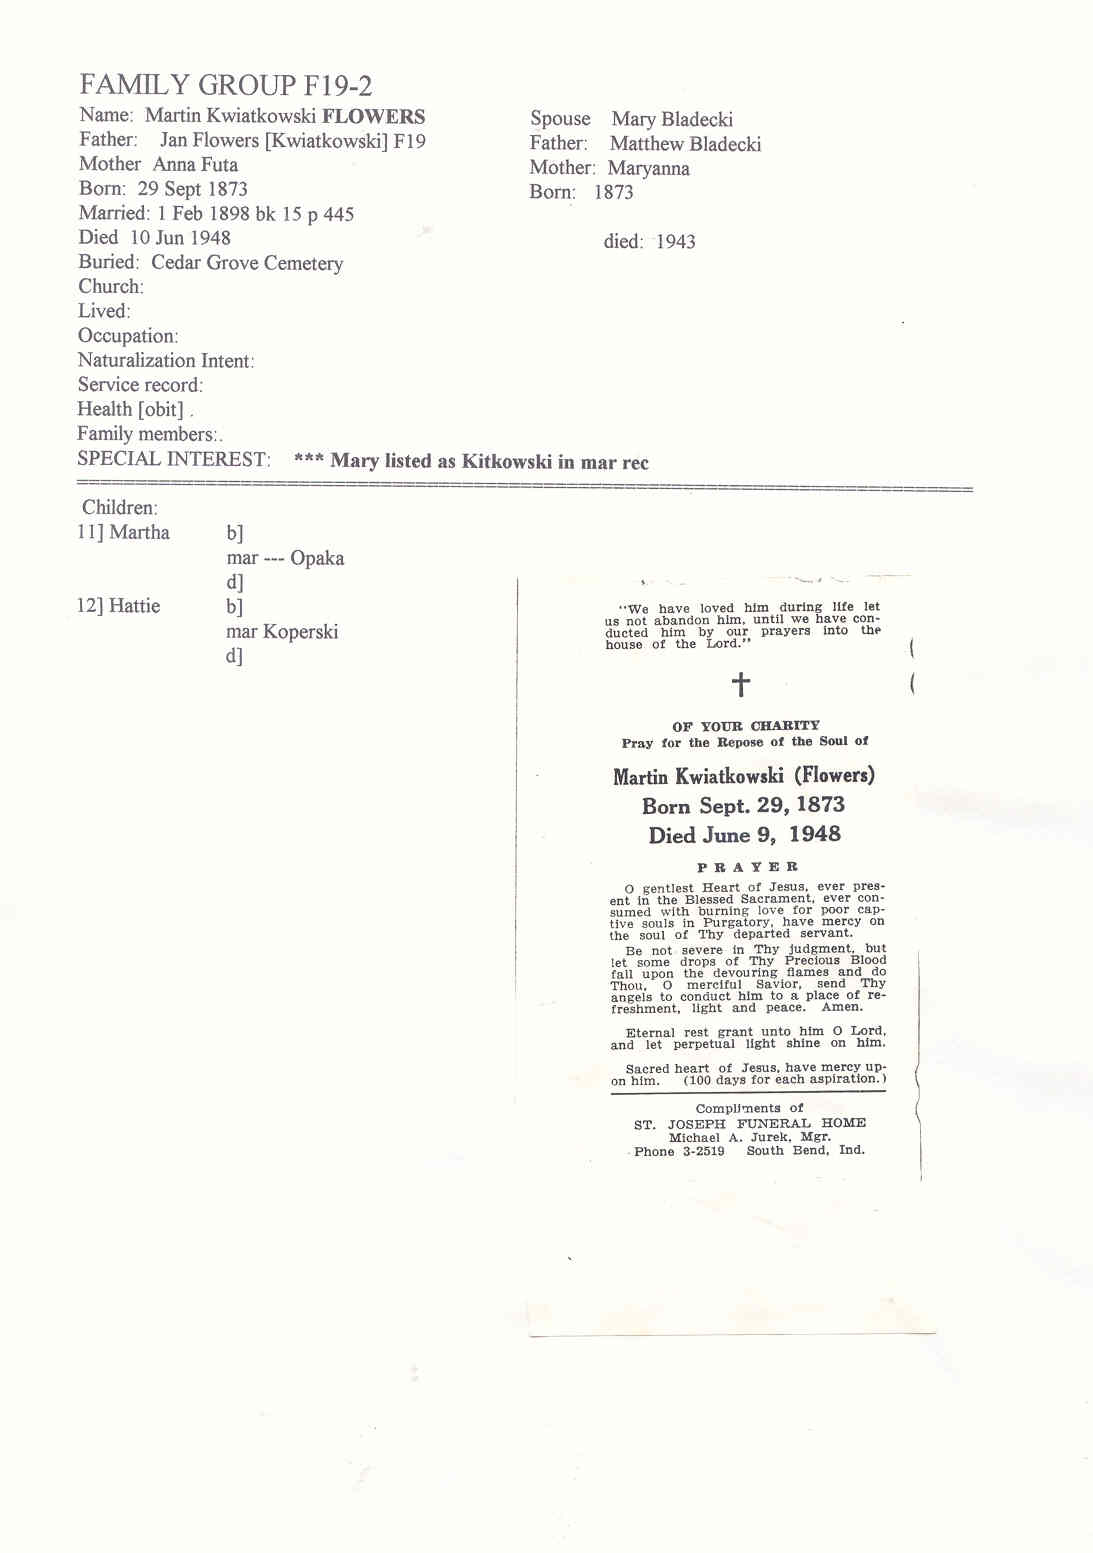 FAMILY GROUP F19-2
Name: Martin Kwiatkowski FLOWERS
Father: Jan Flowers [Kwiatkowski] F19
Mother Anna Futa
Born: 29 Sept 1873
Married: 1 Feb 1898 bk 15 p 445
Died 10 Jun 1948
Buried: Cedar Grove Cemetery
Church:
Lived:
Occupation:
Naturalization Intent:
Service record:
Health [obit] .
Family members:.
SPECIAL INTEREST: *** Mary listed as Kitkowski in mar rec
Spouse Mary Bladecki
Father: Matthew Bladecki
Mother: Maryanna
Born: 1873
died: 1943
Children:
11] Martha b]
mar --- Opaka
d]
12] Hattie b]
mar Koperski
d]
"We have loved him during life let
us not abandon him, until we have con-
ducted him by our prayers into the
house of the Lord."
OF YOUR CHARITY
Pray for the Repose of the Soul of
Martin Kwiatkowski (Flowers)
Born Sept. 29, 1873
Died June 9, 1948
PRAYER
O gentlest Heart of Jesus, ever pres-
ent in the Blessed Sacrament, ever con-
sumed with burning love for poor cap-
tive souls in Purgatory, have mercy on
the soul of Thy departed servant.
Be not severe in Thy judgment, but
let some drops of Thy Precious Blood
fall upon the devouring flames and do
Thou, O merciful Savior, send Thy
angels to conduct him to a place of re-
freshment, light and peace. Amen.
Eternal rest grant unto him O Lord,
and let perpetual light shine on him.
Sacred heart of Jesus, have mercy up-
on him. (100 days for each aspiration.)
Compliments of
ST. JOSEPH FUNERAL HOME
Michael A. Jurek, Mgr.
Phone 3-2519 South Bend, Ind.